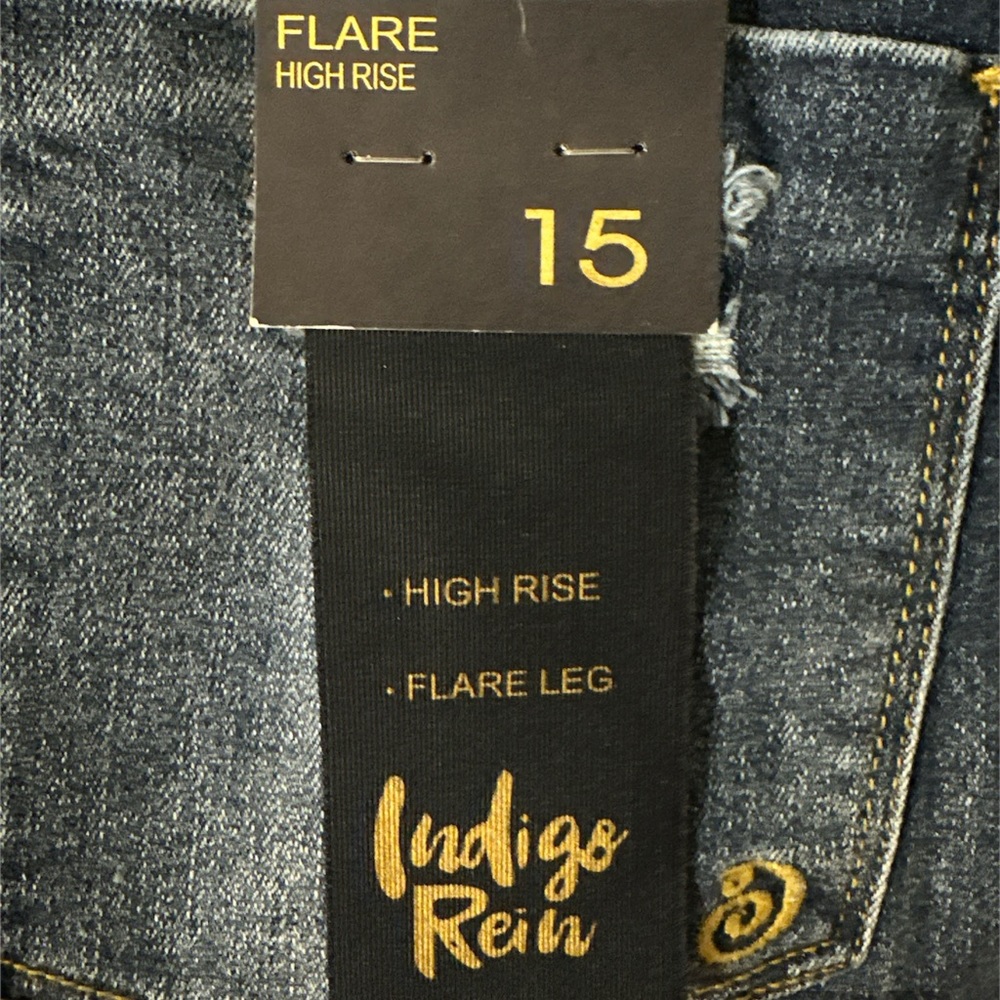 FLARE
HIGH RISE
15
· HIGH RISE
· FLARE LEG
Indigo
Rein